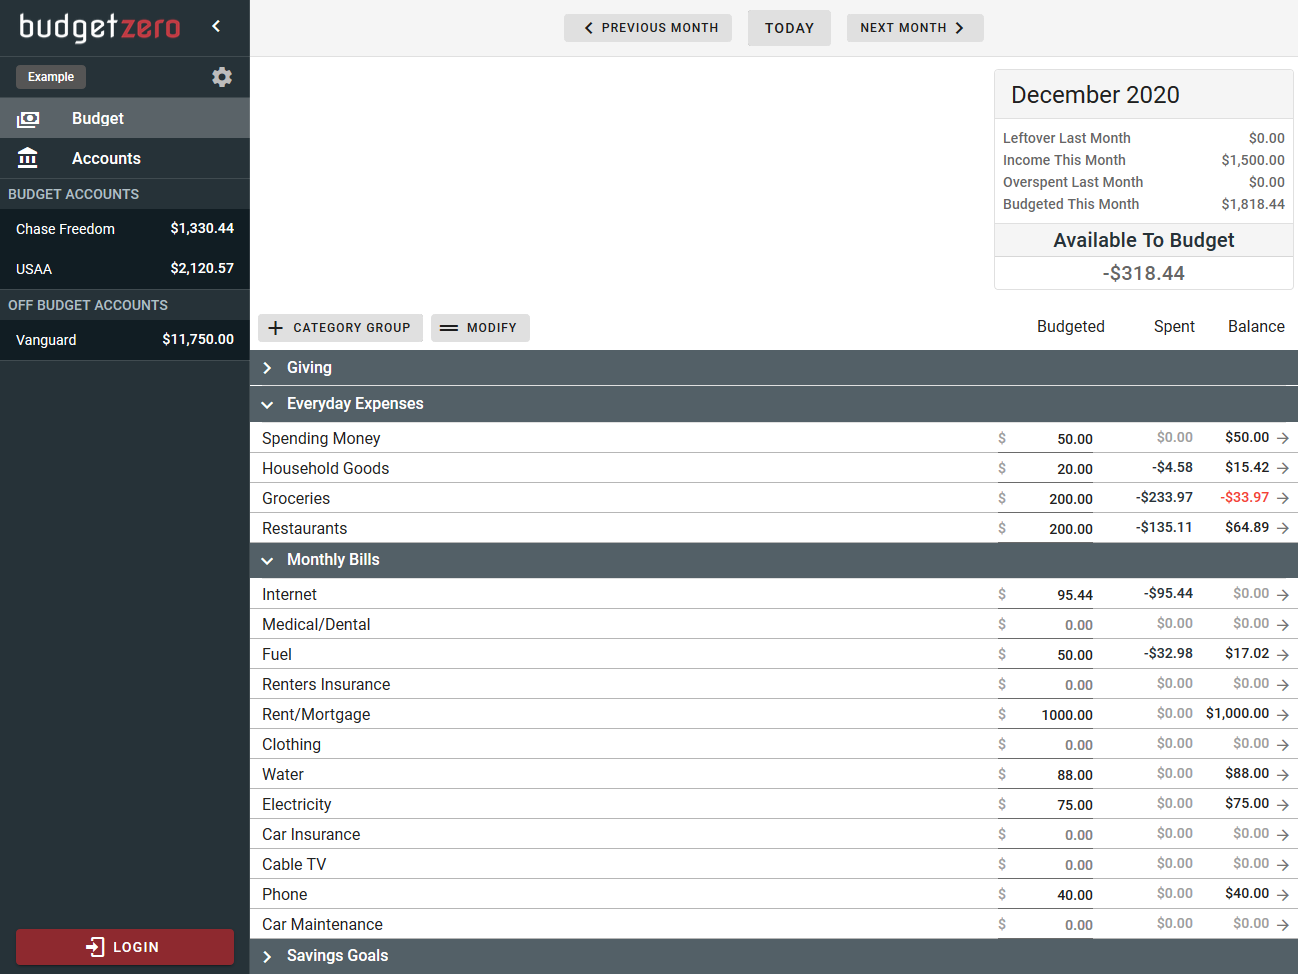 budgetzero
PREVIOUS MONTH TODAY NEXT MONTH
Example
Budget
Accounts
BUDGET ACCOUNTS
Chase Freedom $1,330.44
USAA $2,120.57
OFF BUDGET ACCOUNTS
Vanguard $11,750.00
LOGIN
December 2020
Leftover Last Month $0.00
Income This Month $1,500.00
Overspent Last Month $0.00
Budgeted This Month $1,818.44
Available To Budget
-$318.44
CATEGORY GROUP MODIFY Budgeted Spent Balance
Giving
Everyday Expenses
Spending Money $ 50.00 $0.00 $50.00
Household Goods $ 20.00 -$4.58 $15.42
Groceries $ 200.00 -$233.97 -$33.97
Restaurants $ 200.00 -$135.11 $64.89
Monthly Bills
Internet $ 95.44 -$95.44 $0.00
Medical/Dental $ 0.00 $0.00 $0.00
Fuel $ 50.00 -$32.98 $17.02
Renters Insurance $ 0.00 $0.00 $0.00
Rent/Mortgage $ 1000.00 $0.00 $1,000.00
Clothing $ 0.00 $0.00 $0.00
Water $ 88.00 $0.00 $88.00
Electricity $ 75.00 $0.00 $75.00
Car Insurance $ 0.00 $0.00 $0.00
Cable TV $ 0.00 $0.00 $0.00
Phone $ 40.00 $0.00 $40.00
Car Maintenance $ 0.00 $0.00 $0.00
Savings Goals